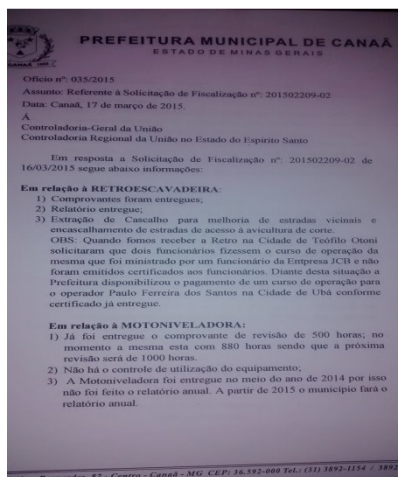 PREFEITURA MUNICIPAL DE CANAÃ
ESTADO DE MINAS GERAIS
Ofício nº: 035/2015
Assunto: Referente à Solicitação de Fiscalização nº: 201502209-02
Data: Canaã, 17 de março de 2015.
À
Controladoria-Geral da União
Controladoria Regional da União no Estado do Espírito Santo
Em resposta a Solicitação de Fiscalização nº: 201502209-02 de
16/03/2015 segue abaixo informações:
Em relação à RETROESCAVADEIRA:
1) Comprovantes foram entregues;
2) Relatório entregue;
3) Extração de Cascalho para melhoria de estradas vicinais e
encascalhamento de estradas de acesso à avicultura de corte.
OBS: Quando fomos receber a Retro na Cidade de Teófilo Otoni
solicitaram que dois funcionários fizessem o curso de operação da
mesma que foi ministrado por um funcionário da Empresa JCB e não
foram emitidos certificados aos funcionários. Diante desta situação a
Prefeitura disponibilizou o pagamento de um curso de operação para
o operador Paulo Ferreira dos Santos na Cidade de Ubá conforme
certificado já entregue.
Em relação à MOTONIVELADORA:
1) Já foi entregue o comprovante de revisão de 500 horas; no
momento a mesma esta com 880 horas sendo que a próxima
revisão será de 1000 horas.
2) Não há o controle de utilização do equipamento;
3) A Motoniveladora foi entregue no meio do ano de 2014 por isso
não foi feito o relatório anual. A partir de 2015 o município fará o
relatório anual.
- Centro - Canaã - MG CEP: 36.592-000 Tel.: (31) 3892-1154 / 3892